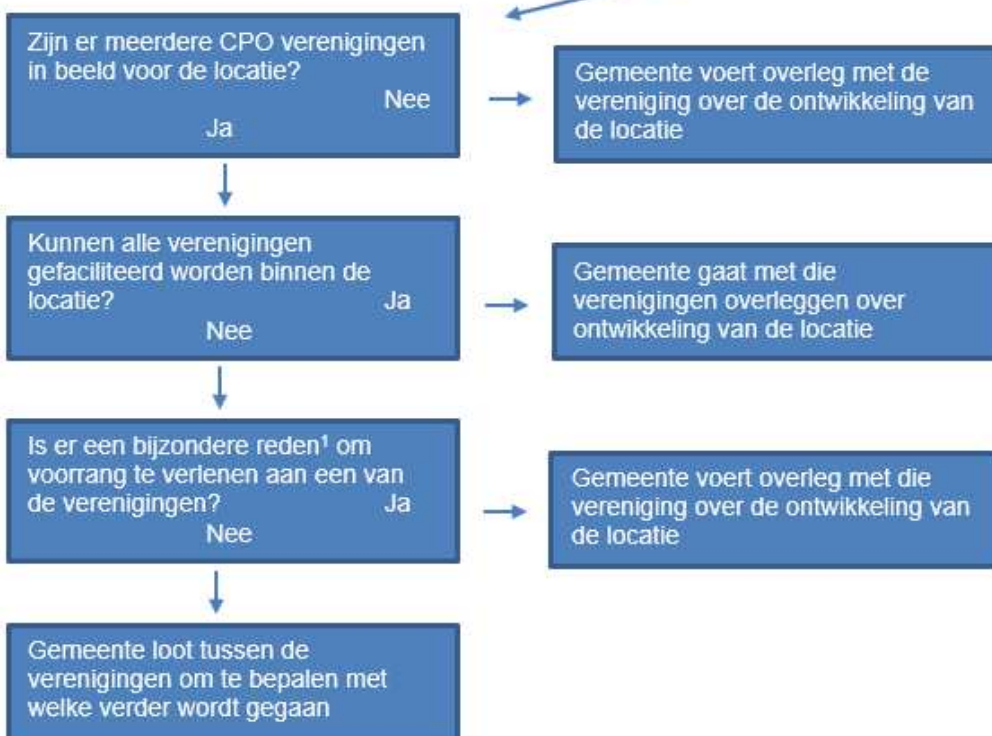 Zijn er meerdere CPO verenigingen
in beeld voor de locatie?
Nee
Ja
Gemeente voert overleg met de
vereniging over de ontwikkeling van
de locatie
Kunnen alle verenigingen
gefaciliteerd worden binnen de
locatie? Ja
Nee
Gemeente gaat met die
verenigingen overleggen over
ontwikkeling van de locatie
Is er een bijzondere reden¹ om
voorrang te verlenen aan een van
de verenigingen? Ja
Nee
Gemeente voert overleg met die
vereniging over de ontwikkeling van
de locatie
Gemeente loot tussen de
verenigingen om te bepalen met
welke verder wordt gegaan